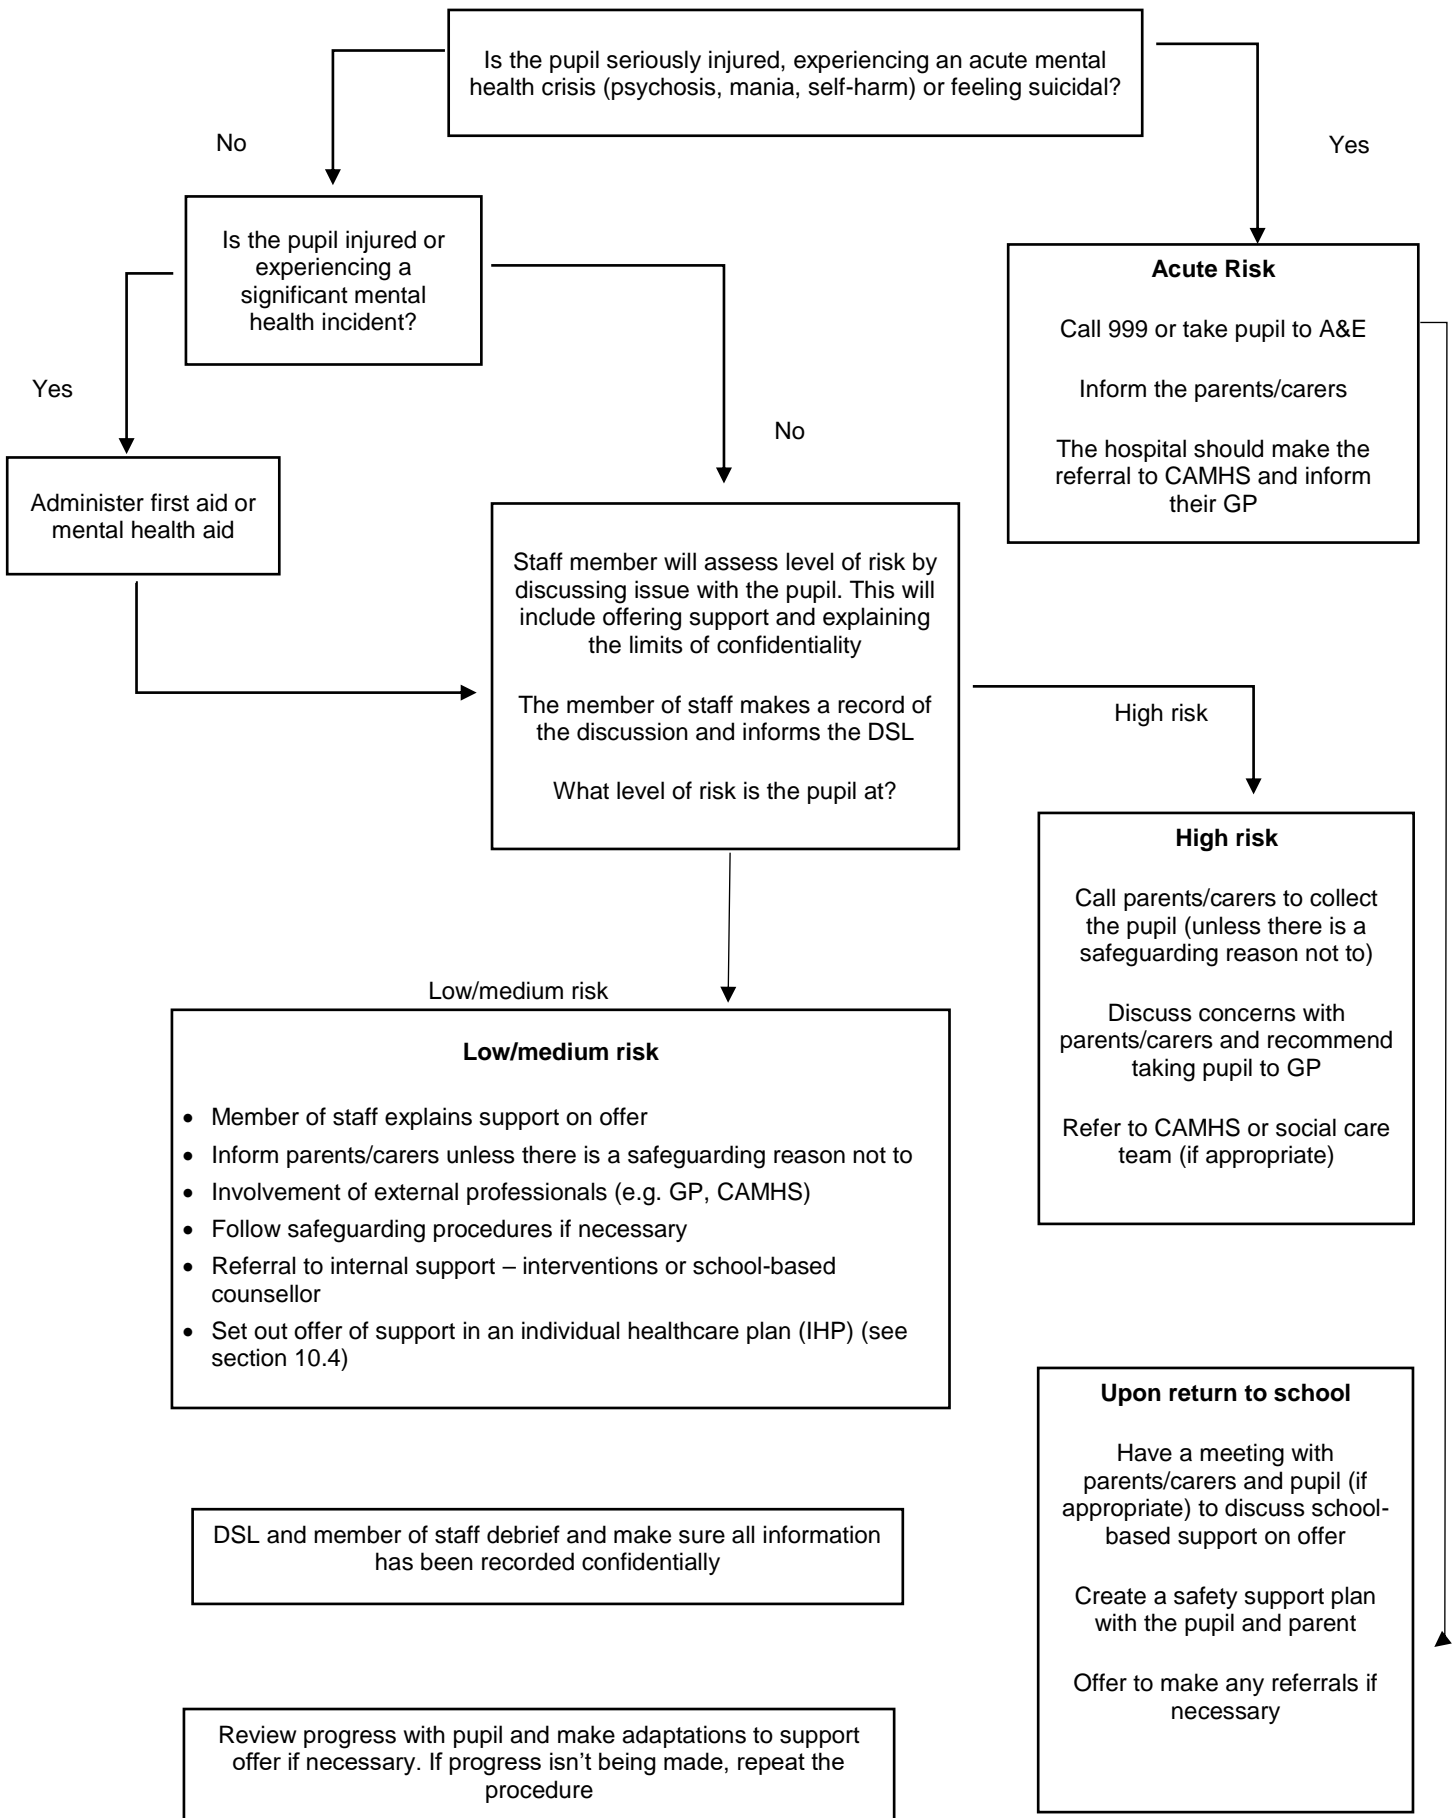 Is the pupil seriously injured, experiencing an acute mental
health crisis (psychosis, mania, self-harm) or feeling suicidal?
No
Yes
Is the pupil injured or
experiencing a
significant mental
health incident?
Acute Risk
Call 999 or take pupil to A&E
Inform the parents/carers
The hospital should make the
referral to CAMHS and inform
their GP
Yes
No
Administer first aid or
mental health aid
Staff member will assess level of risk by
discussing issue with the pupil. This will
include offering support and explaining
the limits of confidentiality
The member of staff makes a record of
the discussion and informs the DSL
What level of risk is the pupil at?
High risk
High risk
Call parents/carers to collect
the pupil (unless there is a
safeguarding reason not to)
Discuss concerns with
parents/carers and recommend
taking pupil to GP
Refer to CAMHS or social care
team (if appropriate)
Low/medium risk
Low/medium risk
• Member of staff explains support on offer
• Inform parents/carers unless there is a safeguarding reason not to
• Involvement of external professionals (e.g. GP, CAMHS)
• Follow safeguarding procedures if necessary
• Referral to internal support – interventions or school-based
counsellor
• Set out offer of support in an individual healthcare plan (IHP) (see
section 10.4)
Upon return to school
Have a meeting with
parents/carers and pupil (if
appropriate) to discuss school-
based support on offer
Create a safety support plan
with the pupil and parent
Offer to make any referrals if
necessary
DSL and member of staff debrief and make sure all information
has been recorded confidentially
Review progress with pupil and make adaptations to support
offer if necessary. If progress isn't being made, repeat the
procedure